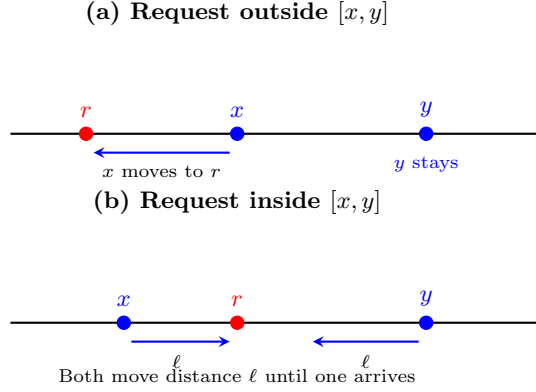 (a) Request outside [x, y]
r x y
x moves to r
y stays
(b) Request inside [x, y]
x r y
ℓ ℓ
Both move distance ℓ until one arrives